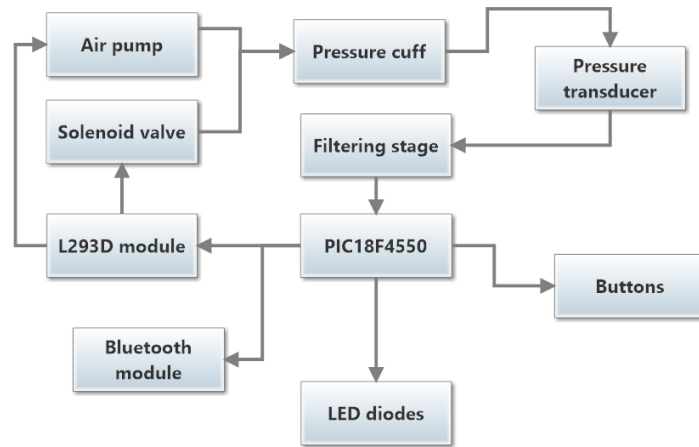 Air pump
Pressure cuff
Pressure
transducer
Solenoid valve
Filtering stage
L293D module
PIC18F4550
Buttons
Bluetooth
module
LED diodes